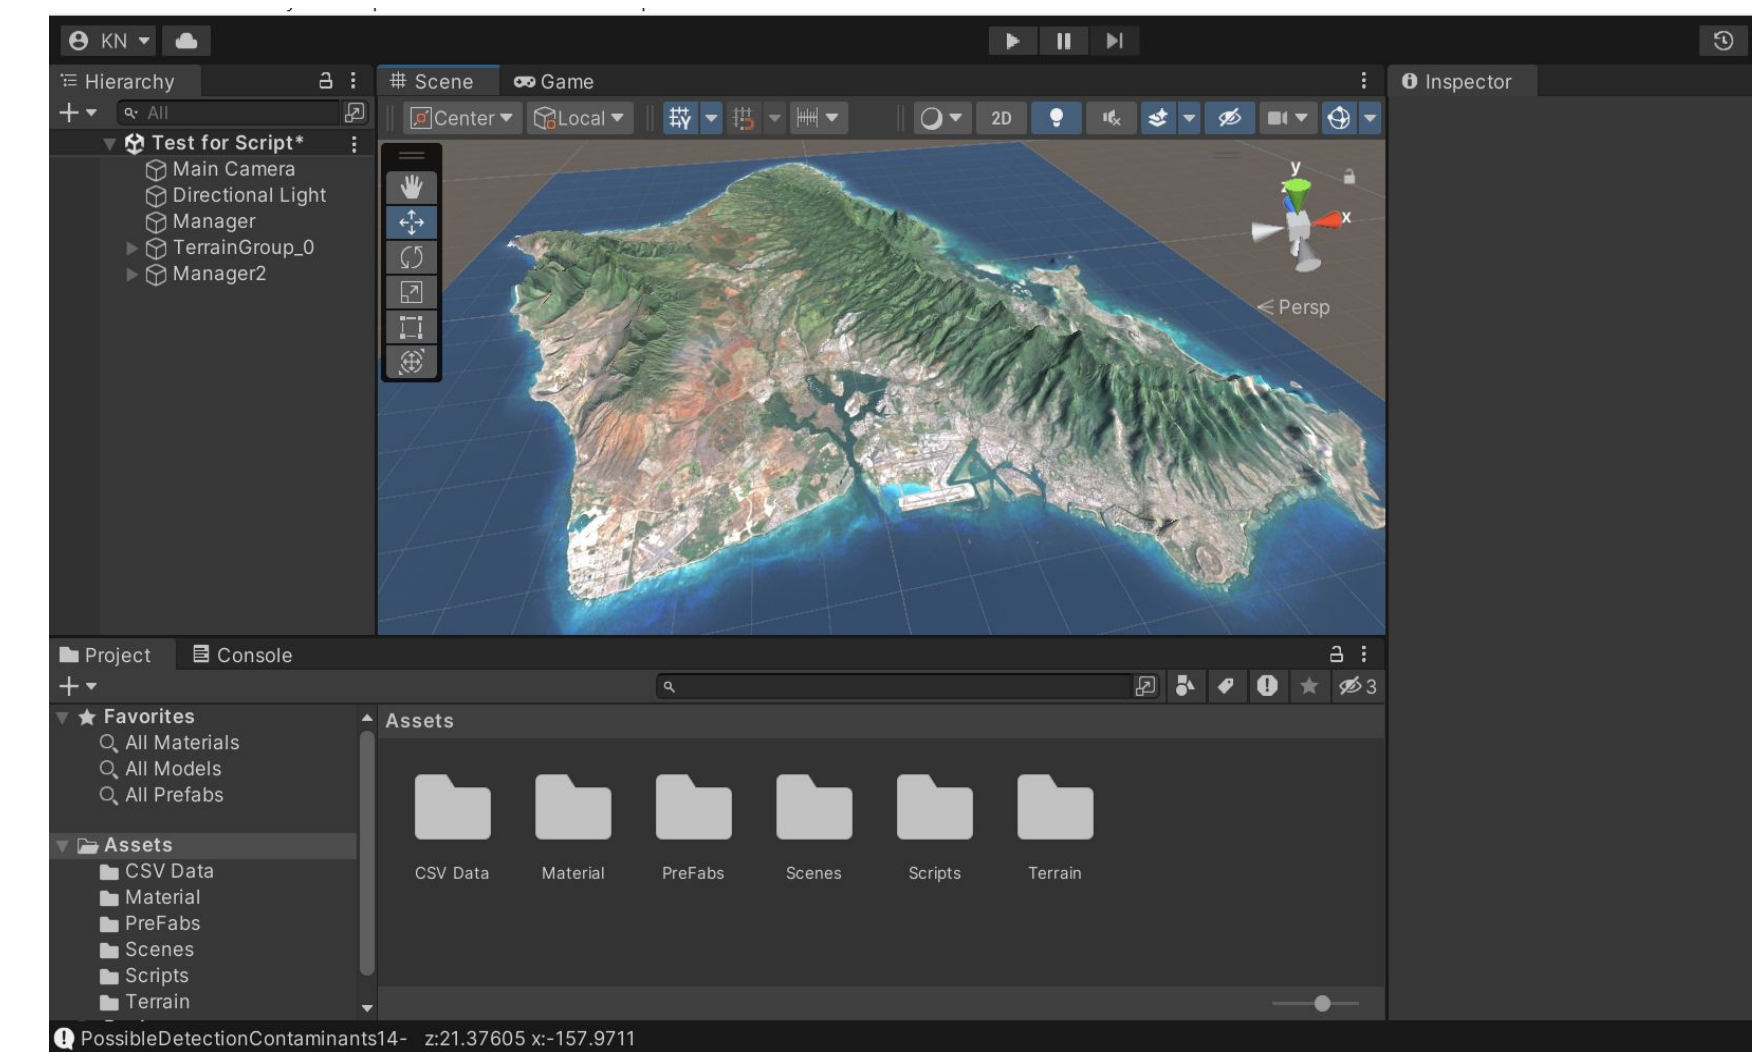 KN
Hierarchy
Scene
Game
Inspector
All
Center
Local
2D
Test for Script*
Main Camera
Directional Light
Manager
TerrainGroup_0
Manager2
y
z
x
Persp
Project
Console
3
Favorites
All Materials
All Models
All Prefabs
Assets
CSV Data
Material
PreFabs
Scenes
Scripts
Terrain
Assets
CSV Data
Material
PreFabs
Scenes
Scripts
Terrain
PossibleDetectionContaminants14- z:21.37605 x:-157.9711